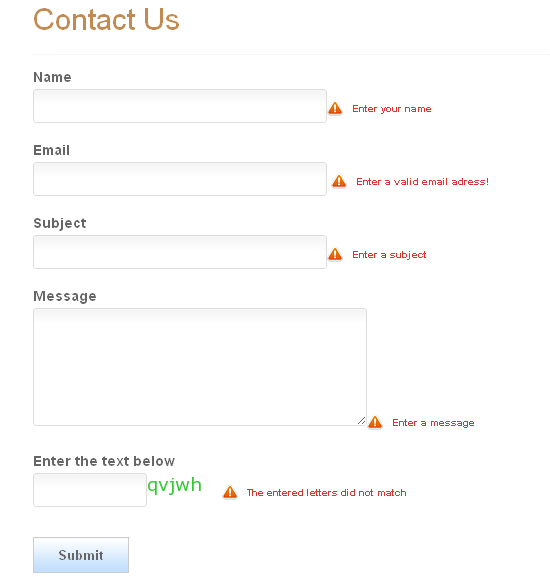 Contact Us
Name
Enter your name
Email
Enter a valid email adress!
Subject
Enter a subject
Message
Enter a message
Enter the text below
qvjwh The entered letters did not match
Submit